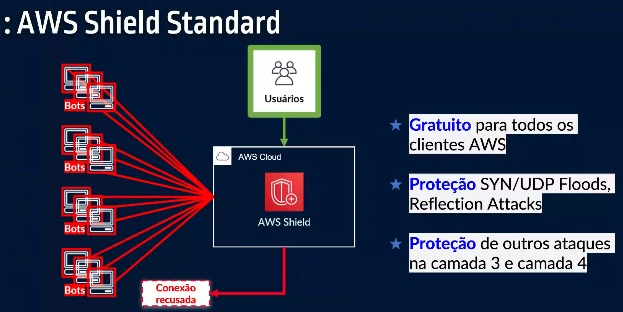 : AWS Shield Standard
Bots
Bots
Bots
Bots
Usuários
AWS Cloud
AWS Shield
Conexão
recusada
★ Gratuito para todos os
clientes AWS
★ Proteção SYN/UDP Floods,
Reflection Attacks
★ Proteção de outros ataques
na camada 3 e camada 4